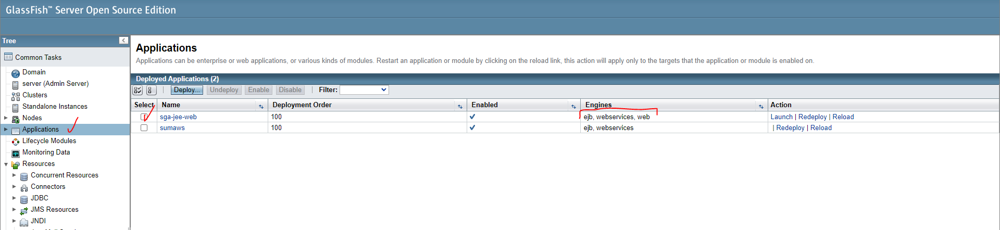 GlassFish™ Server Open Source Edition
Tree
Common Tasks
Domain
server (Admin Server)
Clusters
Standalone Instances
Nodes
Applications
Lifecycle Modules
Monitoring Data
Resources
Concurrent Resources
Connectors
JDBC
JMS Resources
JNDI
Applications
Applications can be enterprise or web applications, or various kinds of modules. Restart an application or module by clicking on the reload link, this action will apply only to the targets that the application or module is enabled on.
Deployed Applications (2)
Deploy... Undeploy Enable Disable Filter:
Select Name Deployment Order Enabled Engines Action
sga-jee-web 100 ejb, webservices, web Launch | Redeploy | Reload
sumaws 100 ejb, webservices | Redeploy | Reload